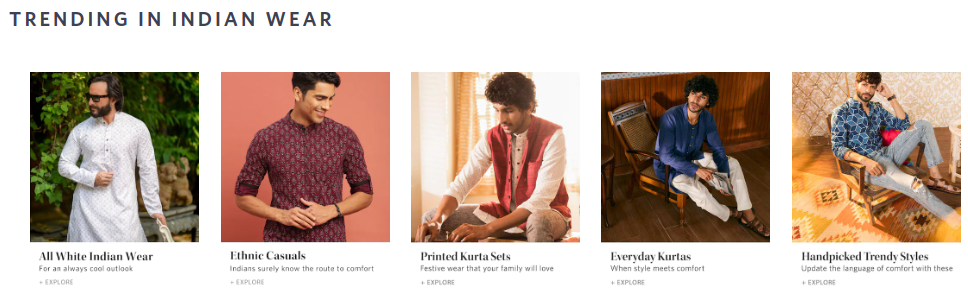 TRENDING IN INDIAN WEAR
All White Indian Wear
For an always cool outlook
+ EXPLORE
Ethnic Casuals
Indians surely know the route to comfort
+ EXPLORE
Printed Kurta Sets
Festive wear that your family will love
+ EXPLORE
Everyday Kurtas
When style meets comfort
+ EXPLORE
Handpicked Trendy Styles
Update the language of comfort with these
+ EXPLORE